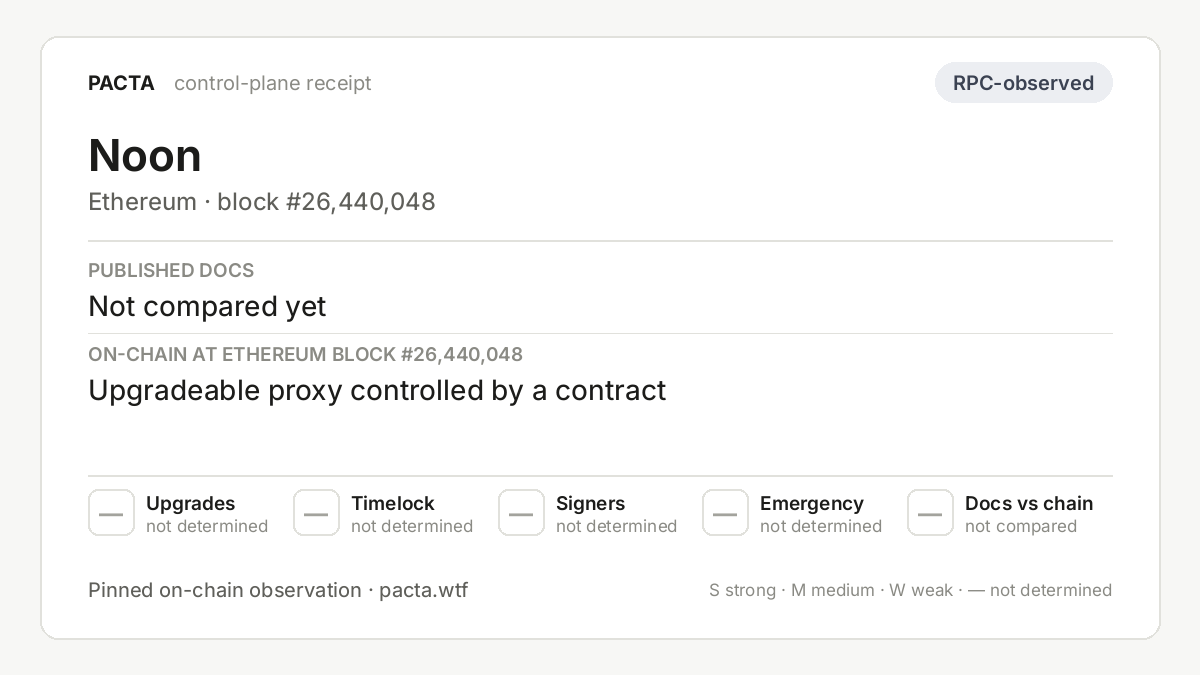 PACTA control-plane receipt
RPC-observed
Noon
Ethereum · block #26,440,048
PUBLISHED DOCS
Not compared yet
ON-CHAIN AT ETHEREUM BLOCK #26,440,048
Upgradeable proxy controlled by a contract
— Upgrades
not determined
— Timelock
not determined
— Signers
not determined
— Emergency
not determined
— Docs vs chain
not compared
Pinned on-chain observation · pacta.wtf
S strong · M medium · W weak · — not determined